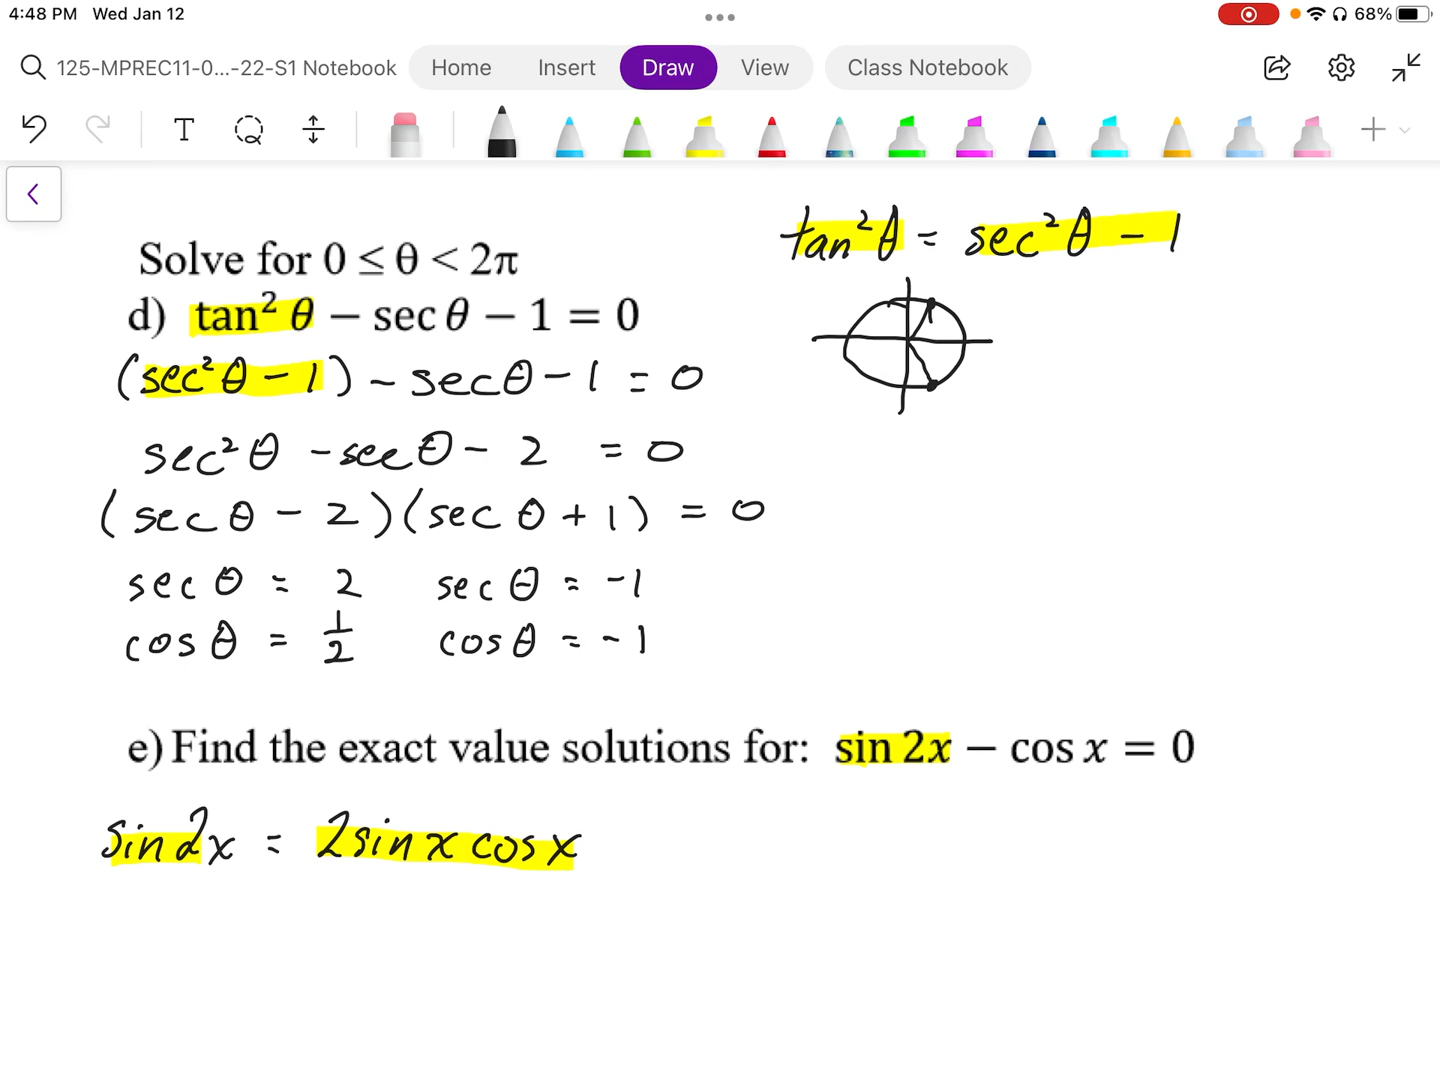 4:48 PM Wed Jan 12
68%
125-MPREC11-0...-22-S1 Notebook
Home Insert Draw View Class Notebook
T
tan²θ = sec²θ - 1
Solve for 0 ≤ θ < 2π
d) tan² θ − sec θ − 1 = 0
(sec²θ - 1) - secθ - 1 = 0
sec²θ - secθ - 2 = 0
(secθ - 2)(secθ + 1) = 0
secθ = 2 secθ = -1
cosθ = 1/2 cosθ = -1
e) Find the exact value solutions for: sin 2x − cos x = 0
sin2x = 2sinx cosx